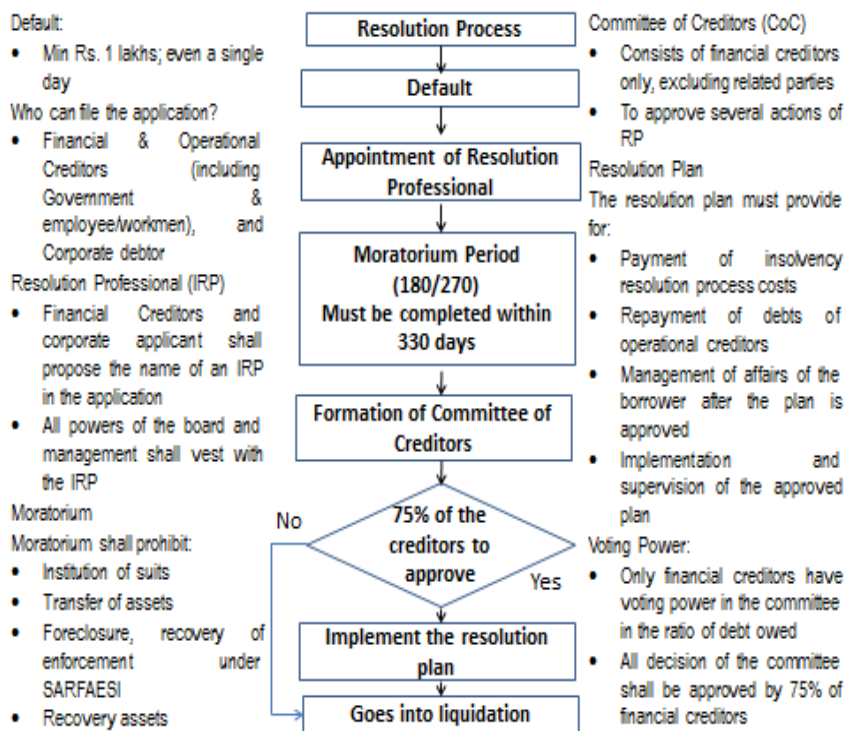 Default:
• Min Rs. 1 lakhs; even a single
day
Who can file the application?
• Financial & Operational
Creditors (including
Government &
employee/workmen), and
Corporate debtor
Resolution Professional (IRP)
• Financial Creditors and
corporate applicant shall
propose the name of an IRP
in the application
• All powers of the board and
management shall vest with
the IRP
Moratorium
Moratorium shall prohibit:
• Institution of suits
• Transfer of assets
• Foreclosure, recovery of
enforcement under
SARFAESI
• Recovery assets
Resolution Process
Default
Appointment of Resolution
Professional
Moratorium Period
(180/270)
Must be completed within
330 days
Formation of Committee of
Creditors
No
75% of the
creditors to
approve
Yes
Implement the resolution
plan
Goes into liquidation
Committee of Creditors (CoC)
• Consists of financial creditors
only, excluding related parties
• To approve several actions of
RP
Resolution Plan
The resolution plan must provide
for:
• Payment of insolvency
resolution process costs
• Repayment of debts of
operational creditors
• Management of affairs of the
borrower after the plan is
approved
• Implementation and
supervision of the approved
plan
Voting Power:
• Only financial creditors have
voting power in the committee
in the ratio of debt owed
• All decision of the committee
shall be approved by 75% of
financial creditors